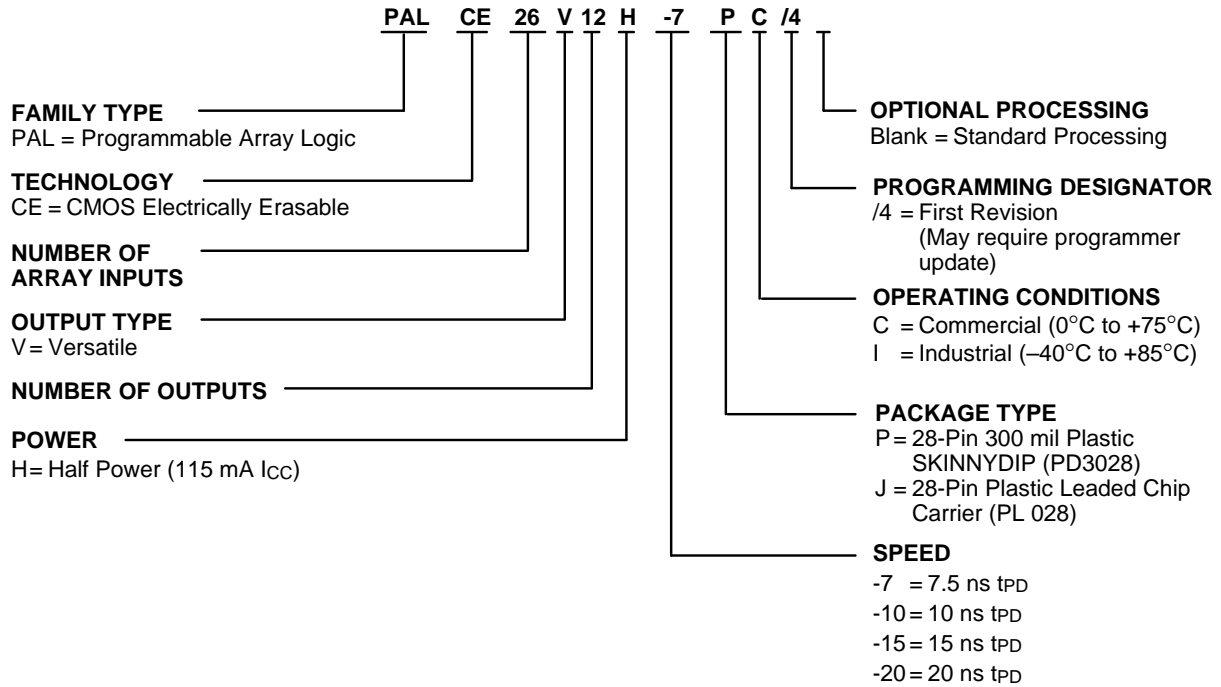 PAL CE 26 V 12 H -7 P C /4
FAMILY TYPE
PAL = Programmable Array Logic
TECHNOLOGY
CE = CMOS Electrically Erasable
NUMBER OF
ARRAY INPUTS
OUTPUT TYPE
V = Versatile
NUMBER OF OUTPUTS
POWER
H = Half Power (115 mA ICC)
OPTIONAL PROCESSING
Blank = Standard Processing
PROGRAMMING DESIGNATOR
/4 = First Revision
(May require programmer
update)
OPERATING CONDITIONS
C = Commercial (0°C to +75°C)
I = Industrial (–40°C to +85°C)
PACKAGE TYPE
P = 28-Pin 300 mil Plastic
SKINNYDIP (PD3028)
J = 28-Pin Plastic Leaded Chip
Carrier (PL 028)
SPEED
-7 = 7.5 ns tPD
-10 = 10 ns tPD
-15 = 15 ns tPD
-20 = 20 ns tPD